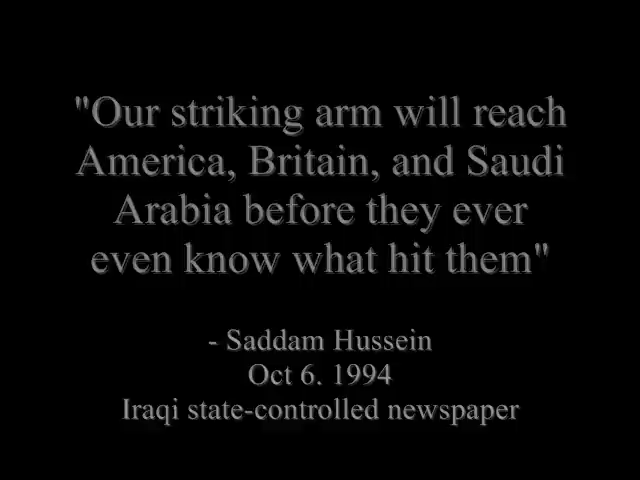 "Our striking arm will reach
America, Britain, and Saudi
Arabia before they ever
even know what hit them"
- Saddam Hussein
Oct 6. 1994
Iraqi state-controlled newspaper